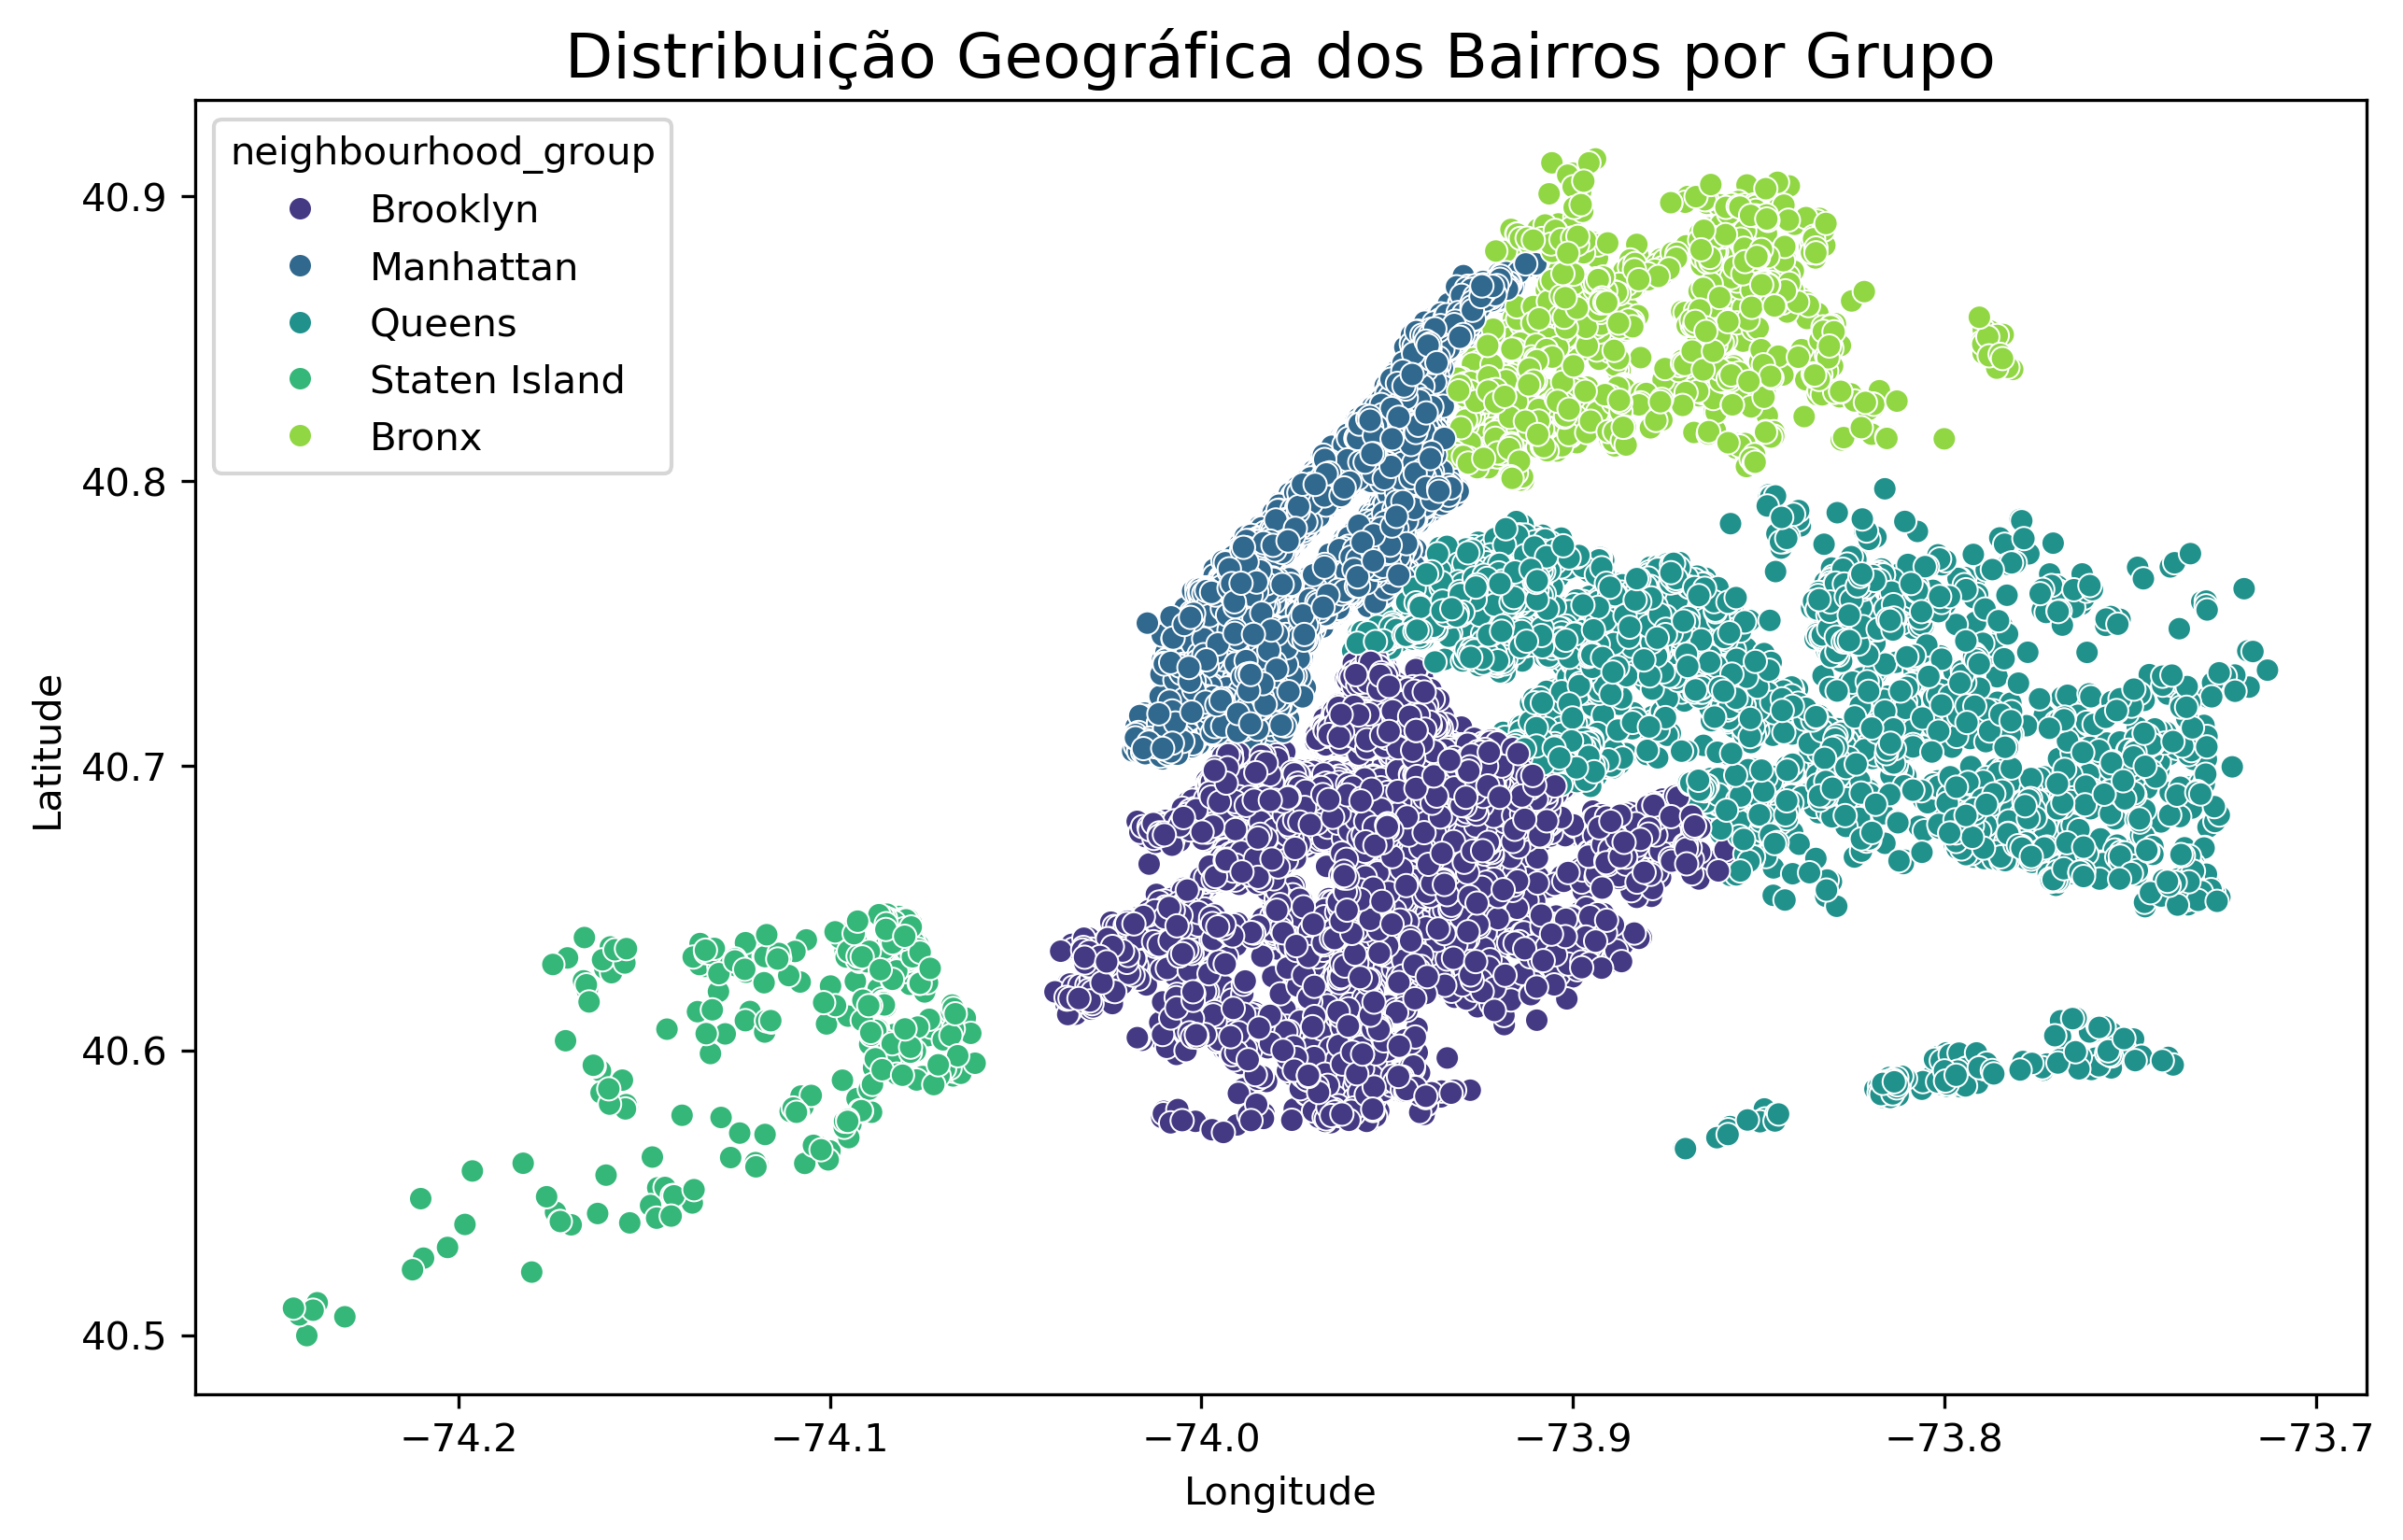 Distribuição Geográfica dos Bairros por Grupo
neighbourhood_group
Brooklyn
Manhattan
Queens
Staten Island
Bronx
40.9
40.8
40.7
40.6
40.5
Latitude
−74.2 −74.1 −74.0 −73.9 −73.8 −73.7
Longitude